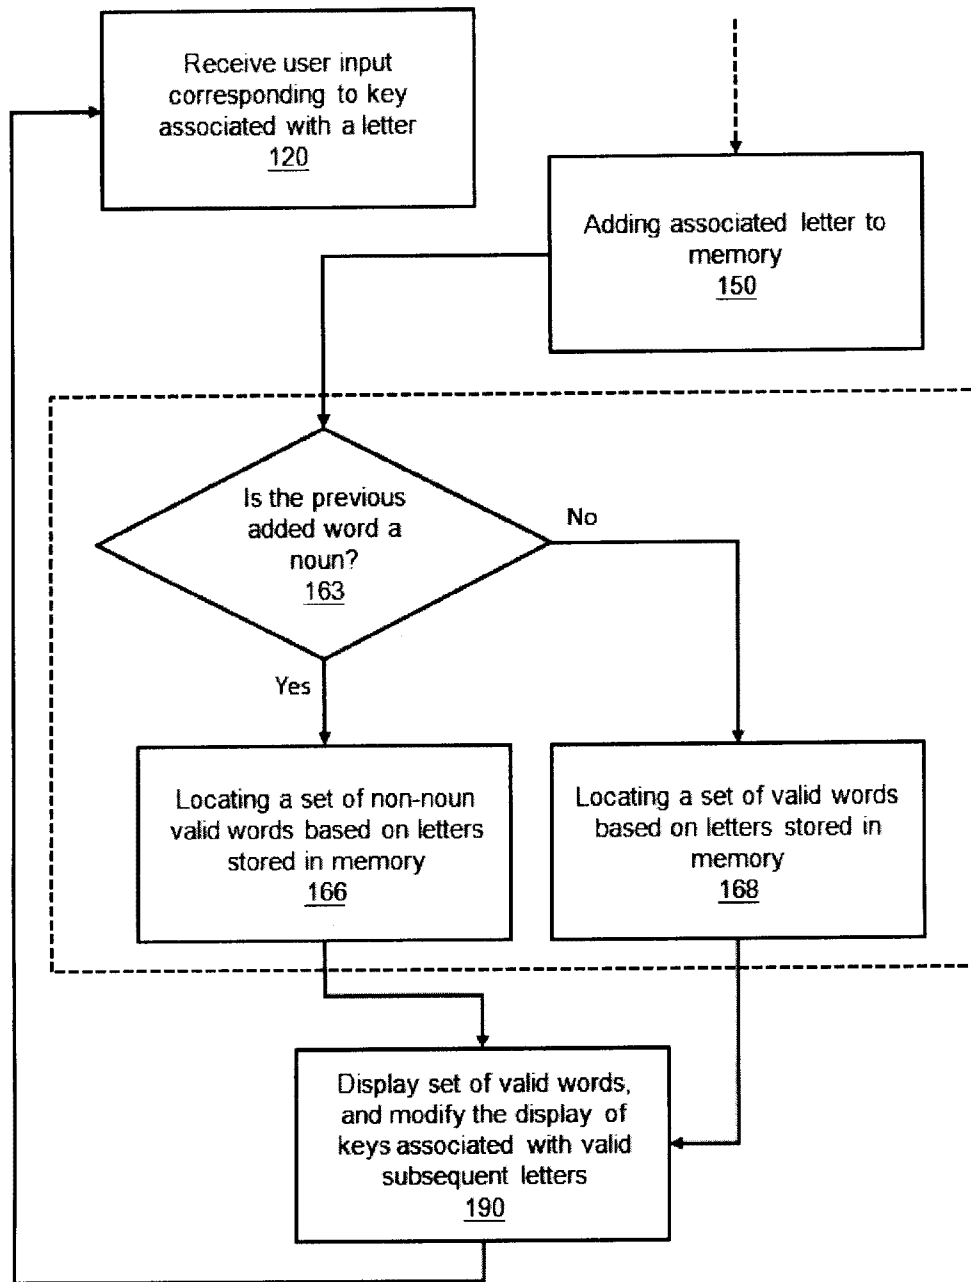 Receive user input
corresponding to key
associated with a letter
120
Adding associated letter to
memory
150
Is the previous
added word a
noun?
163
No
Yes
Locating a set of non-noun
valid words based on letters
stored in memory
166
Locating a set of valid words
based on letters stored in
memory
168
Display set of valid words,
and modify the display of
keys associated with valid
subsequent letters
190